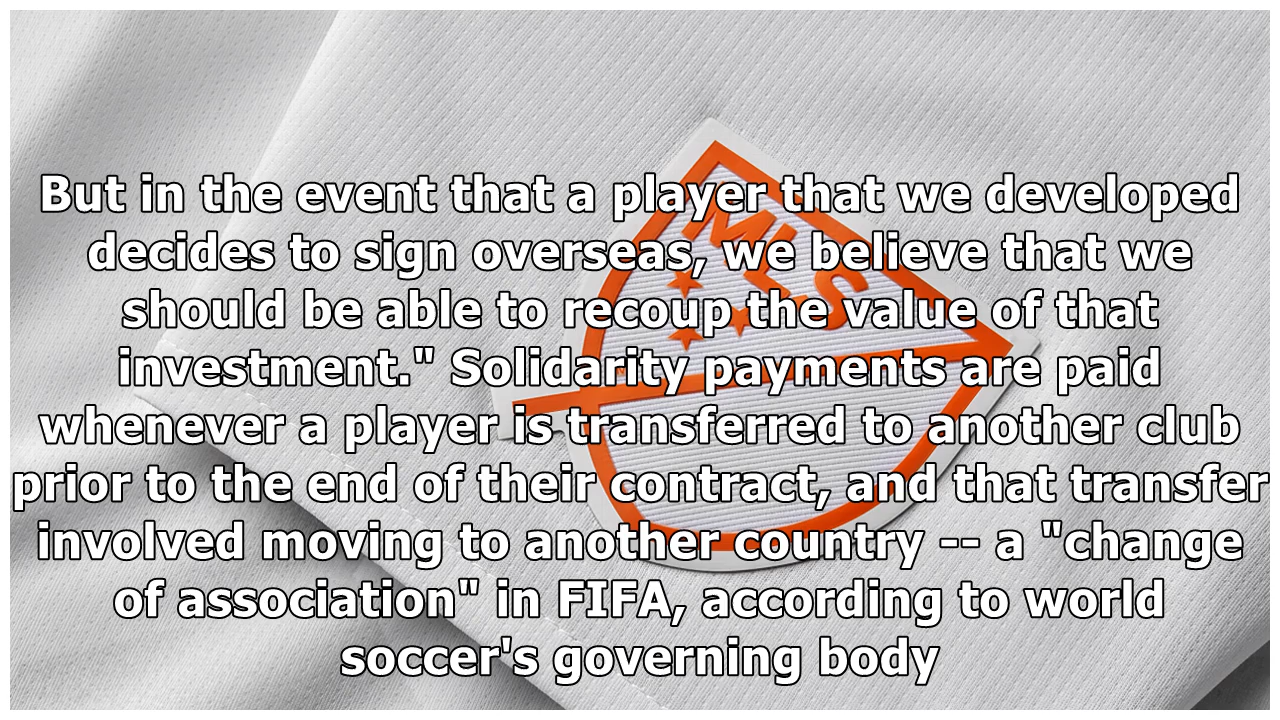 MLS
But in the event that a player that we developed
decides to sign overseas, we believe that we
should be able to recoup the value of that
investment." Solidarity payments are paid
whenever a player is transferred to another club
prior to the end of their contract, and that transfer
involved moving to another country -- a "change
of association" in FIFA, according to world
soccer's governing body